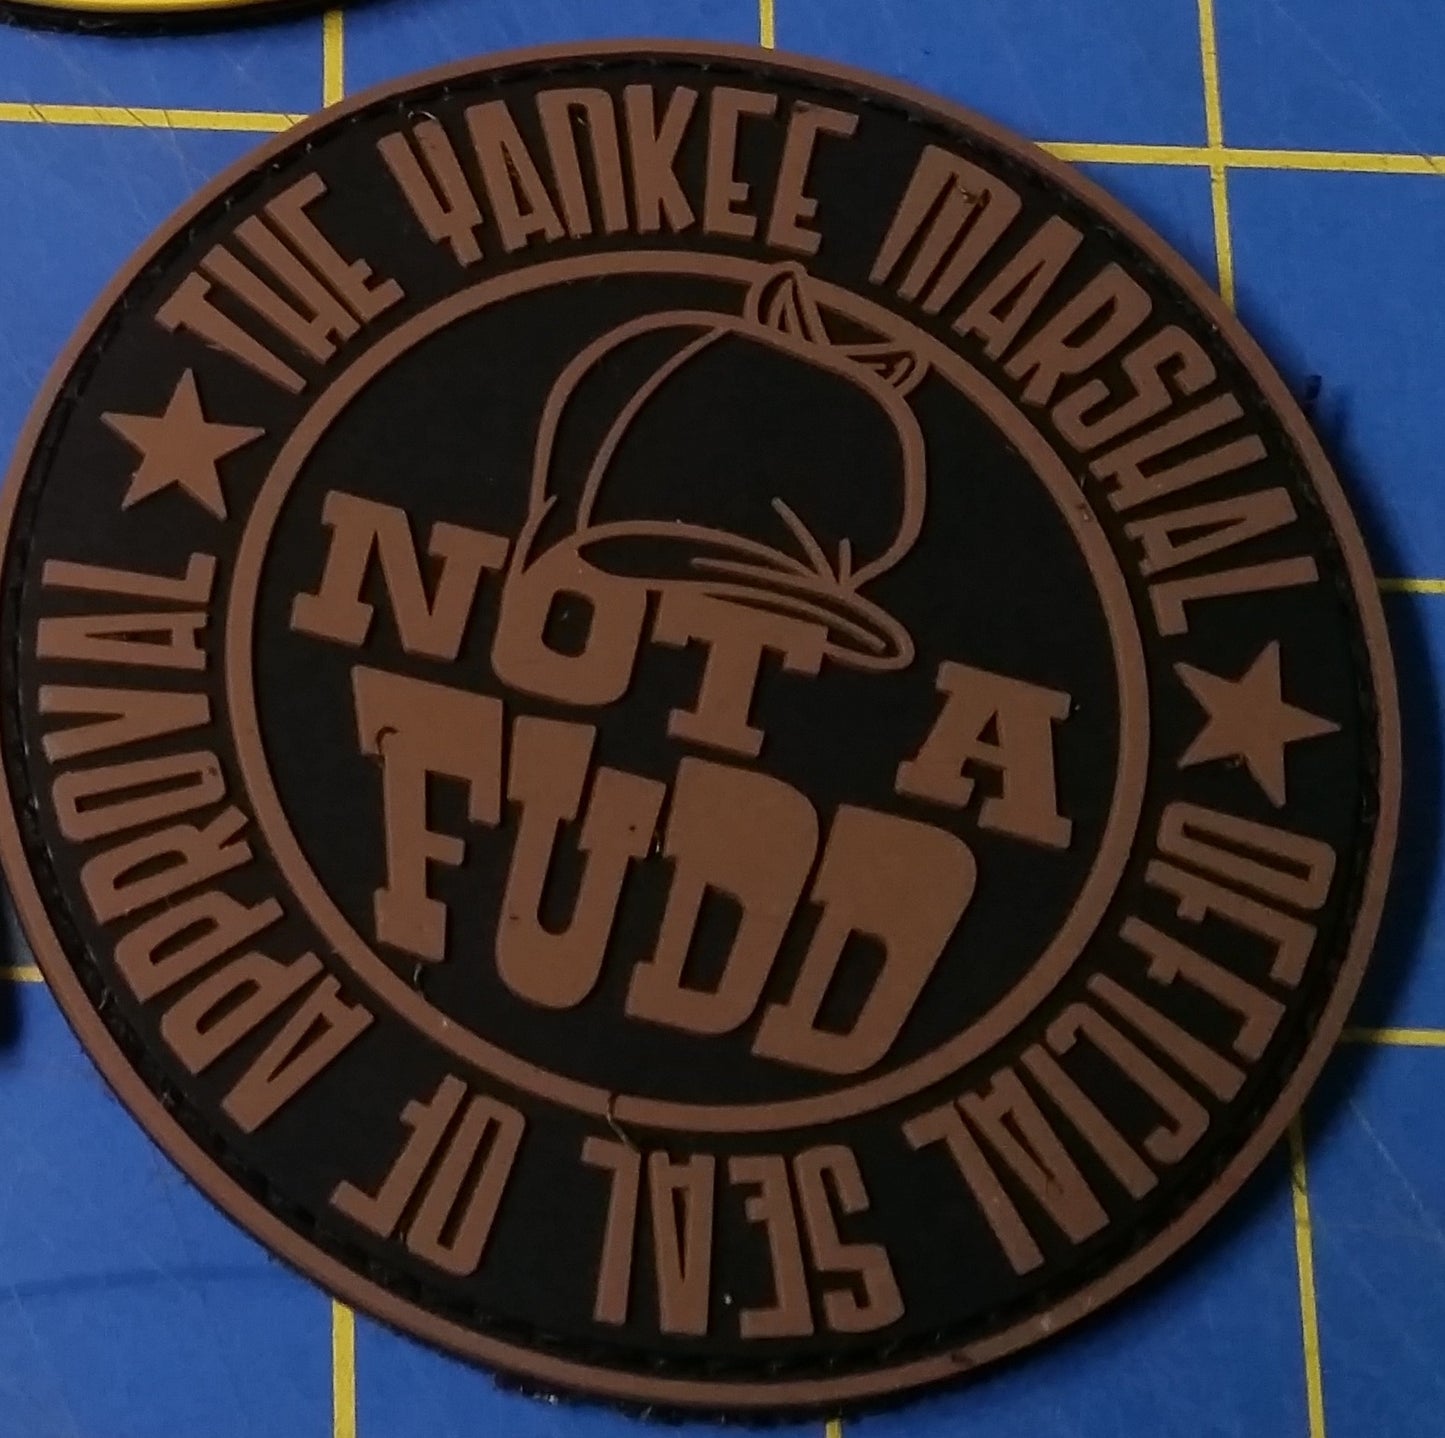 THE YANKEE MARSHAL
NOT A
FUDD
OFFICIAL SEAL OF APPROVAL